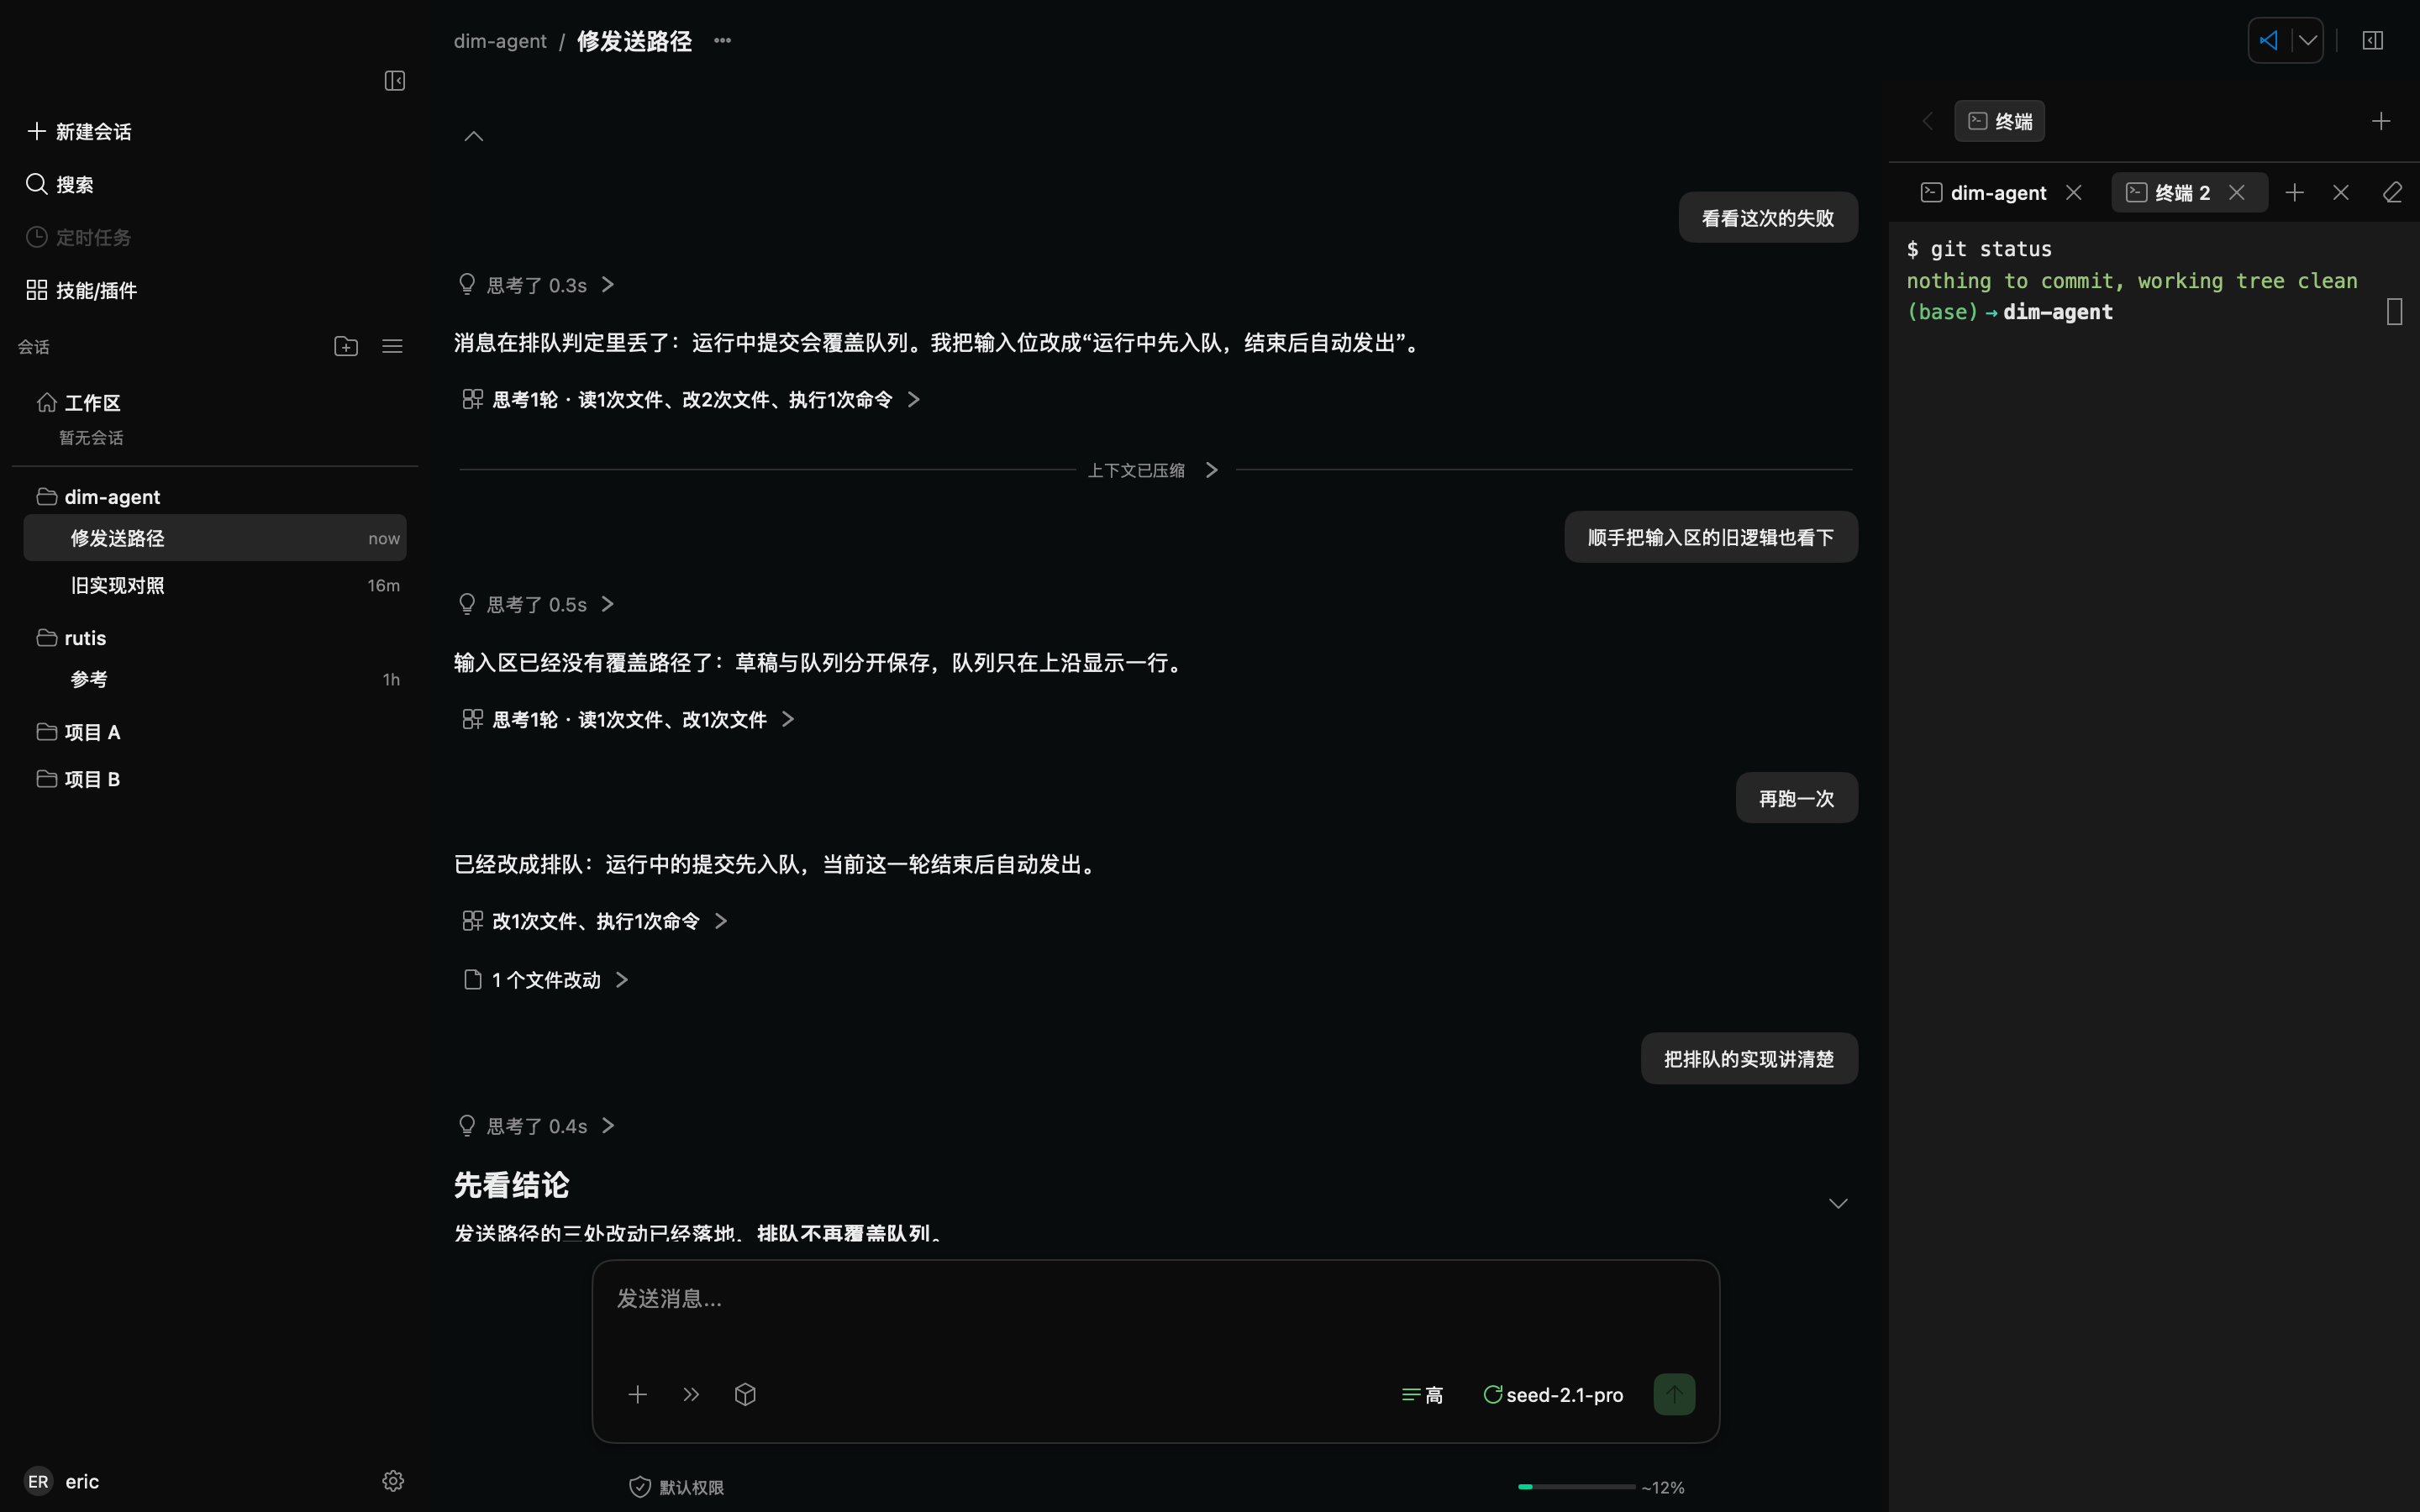 dim-agent / 修发送路径
新建会话
搜索
定时任务
技能/插件
会话
工作区
暂无会话
dim-agent
修发送路径 now
旧实现对照 16m
rutis
参考 1h
项目 A
项目 B
ER eric
看看这次的失败
思考了 0.3s
消息在排队判定里丢了：运行中提交会覆盖队列。我把输入位改成“运行中先入队，结束后自动发出”。
思考1轮 · 读1次文件、改2次文件、执行1次命令
上下文已压缩
顺手把输入区的旧逻辑也看下
思考了 0.5s
输入区已经没有覆盖路径了：草稿与队列分开保存，队列只在上沿显示一行。
思考1轮 · 读1次文件、改1次文件
再跑一次
已经改成排队：运行中的提交先入队，当前这一轮结束后自动发出。
改1次文件、执行1次命令
1 个文件改动
把排队的实现讲清楚
思考了 0.4s
先看结论
发送路径的三处改动已经落地，排队不再覆盖队列。
发送消息...
高 seed-2.1-pro
默认权限 ~12%
终端
dim-agent 终端 2
$ git status
nothing to commit, working tree clean
(base) → dim-agent